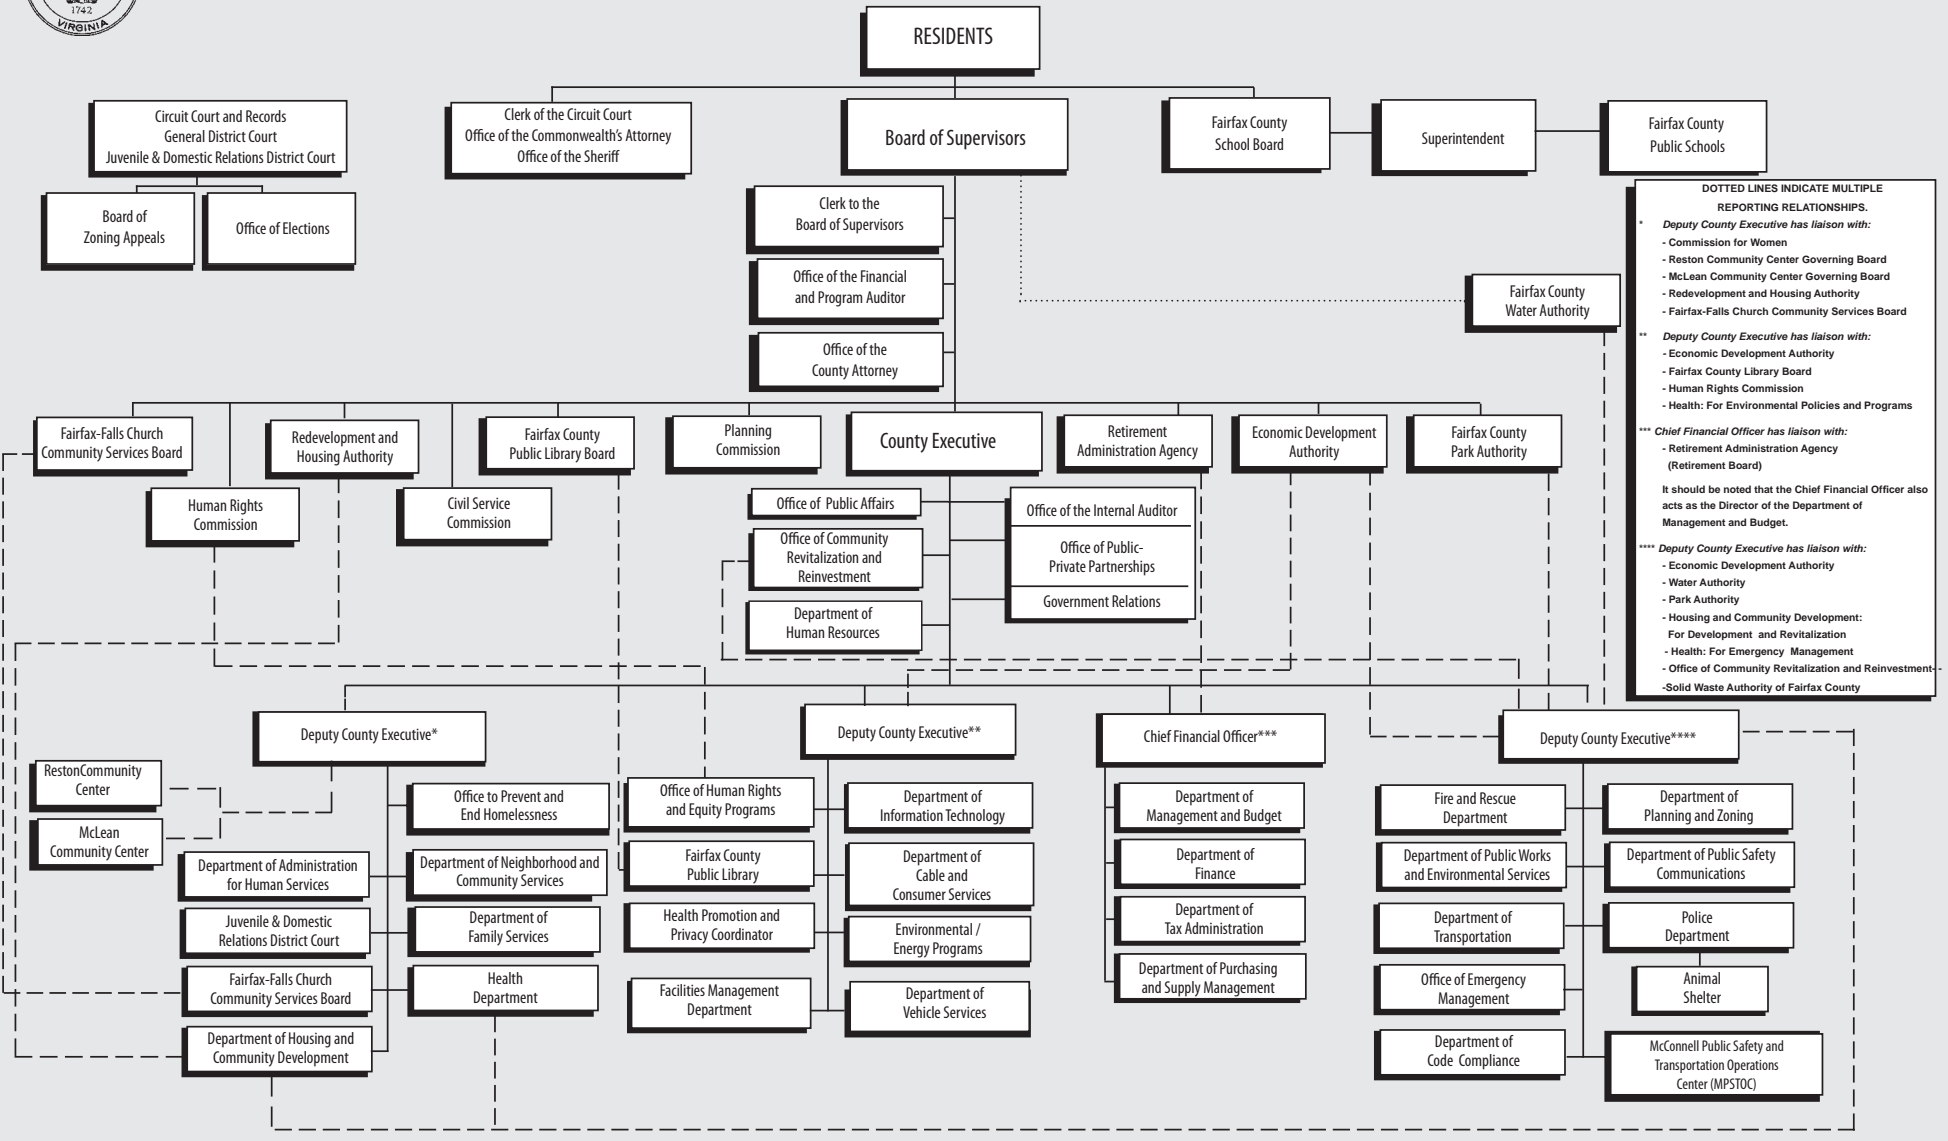 1742
VIRGINIA
RESIDENTS
Circuit Court and Records
General District Court
Juvenile & Domestic Relations District Court
Clerk of the Circuit Court
Office of the Commonwealth's Attorney
Office of the Sheriff
Board of Supervisors
Fairfax County
School Board
Superintendent
Fairfax County
Public Schools
Board of
Zoning Appeals
Office of Elections
Clerk to the
Board of Supervisors
Office of the Financial
and Program Auditor
Office of the
County Attorney
Fairfax County
Water Authority
DOTTED LINES INDICATE MULTIPLE
REPORTING RELATIONSHIPS.
* Deputy County Executive has liaison with:
- Commission for Women
- Reston Community Center Governing Board
- McLean Community Center Governing Board
- Redevelopment and Housing Authority
- Fairfax-Falls Church Community Services Board
** Deputy County Executive has liaison with:
- Economic Development Authority
- Fairfax County Library Board
- Human Rights Commission
- Health: For Environmental Policies and Programs
*** Chief Financial Officer has liaison with:
- Retirement Administration Agency
(Retirement Board)
It should be noted that the Chief Financial Officer also
acts as the Director of the Department of
Management and Budget.
**** Deputy County Executive has liaison with:
- Economic Development Authority
- Water Authority
- Park Authority
- Housing and Community Development:
For Development and Revitalization
- Health: For Emergency Management
- Office of Community Revitalization and Reinvestment
-Solid Waste Authority of Fairfax County
Fairfax-Falls Church
Community Services Board
Redevelopment and
Housing Authority
Fairfax County
Public Library Board
Planning
Commission
County Executive
Retirement
Administration Agency
Economic Development
Authority
Fairfax County
Park Authority
Human Rights
Commission
Civil Service
Commission
Office of Public Affairs
Office of Community
Revitalization and
Reinvestment
Department of
Human Resources
Office of the Internal Auditor
Office of Public-
Private Partnerships
Government Relations
Deputy County Executive*
Deputy County Executive**
Chief Financial Officer***
Deputy County Executive****
RestonCommunity
Center
McLean
Community Center
Office to Prevent and
End Homelessness
Department of Administration
for Human Services
Department of Neighborhood and
Community Services
Juvenile & Domestic
Relations District Court
Department of
Family Services
Fairfax-Falls Church
Community Services Board
Health
Department
Department of Housing and
Community Development
Office of Human Rights
and Equity Programs
Department of
Information Technology
Fairfax County
Public Library
Department of
Cable and
Consumer Services
Health Promotion and
Privacy Coordinator
Environmental /
Energy Programs
Facilities Management
Department
Department of
Vehicle Services
Department of
Management and Budget
Department of
Finance
Department of
Tax Administration
Department of Purchasing
and Supply Management
Fire and Rescue
Department
Department of
Planning and Zoning
Department of Public Works
and Environmental Services
Department of Public Safety
Communications
Department of
Transportation
Police
Department
Office of Emergency
Management
Animal
Shelter
Department of
Code Compliance
McConnell Public Safety and
Transportation Operations
Center (MPSTOC)